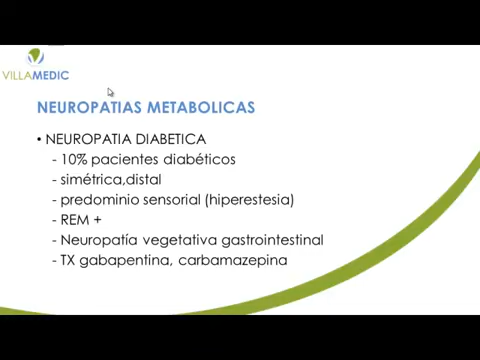 VILLAMEDIC
NEUROPATIAS METABOLICAS
• NEUROPATIA DIABETICA
- 10% pacientes diabéticos
- simétrica,distal
- predominio sensorial (hiperestesia)
- REM +
- Neuropatía vegetativa gastrointestinal
- TX gabapentina, carbamazepina